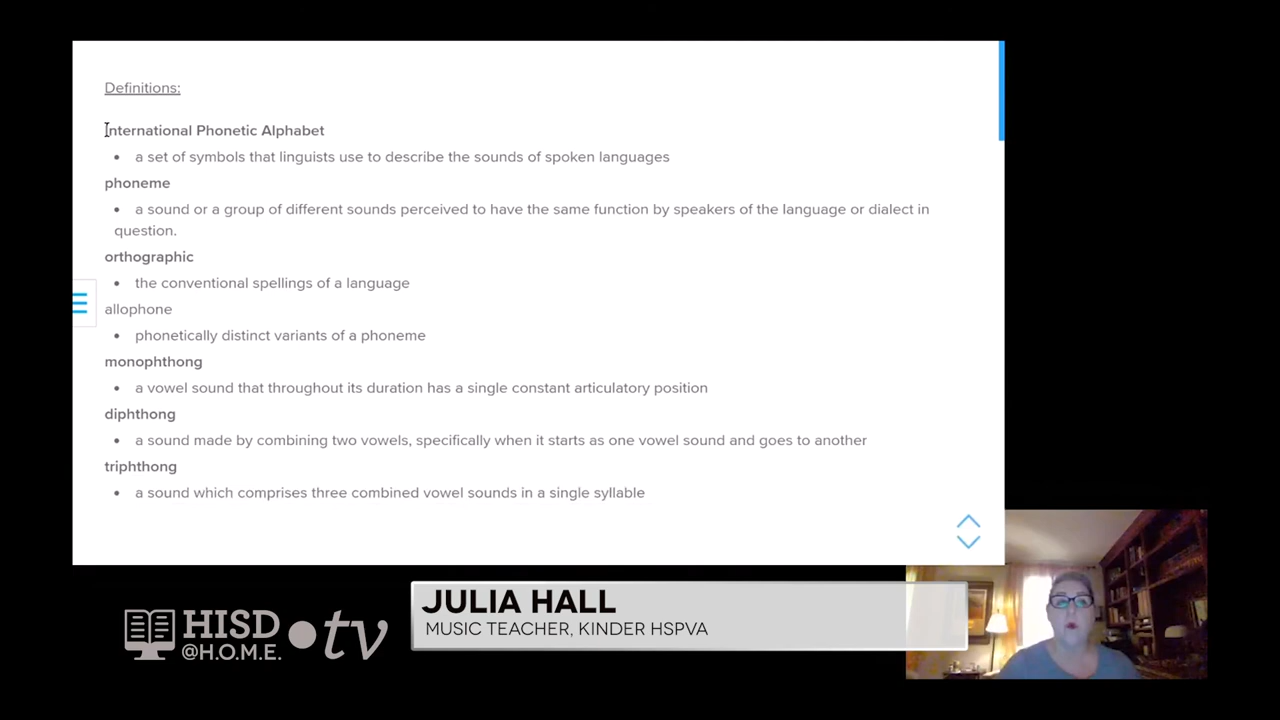 Definitions:
International Phonetic Alphabet
• a set of symbols that linguists use to describe the sounds of spoken languages
phoneme
• a sound or a group of different sounds perceived to have the same function by speakers of the language or dialect in
question.
orthographic
• the conventional spellings of a language
allophone
• phonetically distinct variants of a phoneme
monophthong
• a vowel sound that throughout its duration has a single constant articulatory position
diphthong
• a sound made by combining two vowels, specifically when it starts as one vowel sound and goes to another
triphthong
• a sound which comprises three combined vowel sounds in a single syllable
HISD
@H.O.M.E.
•tv
JULIA HALL
MUSIC TEACHER, KINDER HSPVA